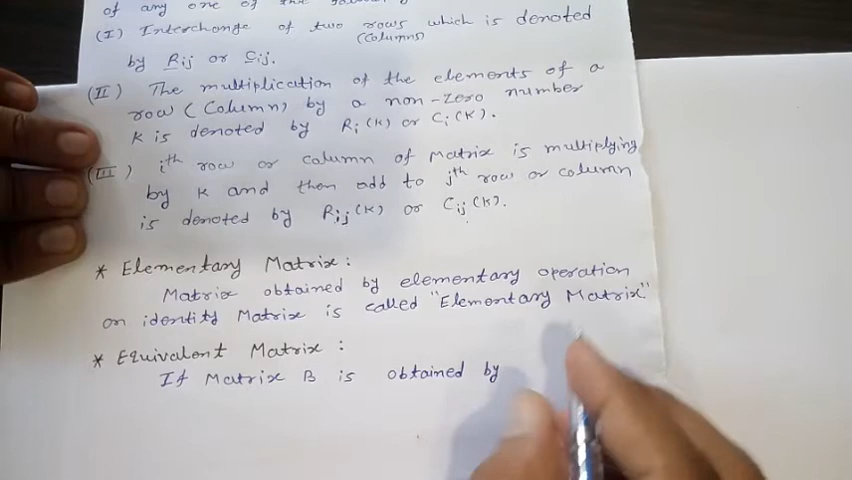 of any one of the
(I) Interchange of two rows which is denoted
(Columns)
by Rij or Cij.
(II) The multiplication of the elements of a
row (Column) by a non-zero number
K is denoted by Ri(K) or Ci(K).
(III) ith row or column of Matrix is multiplying
by K and then add to jth row or column
is denoted by Rij(K) or Cij(K).
* Elementary Matrix:
Matrix obtained by elementary operation
on identity Matrix is called "Elementary Matrix"
* Equivalent Matrix:
If Matrix B is obtained by